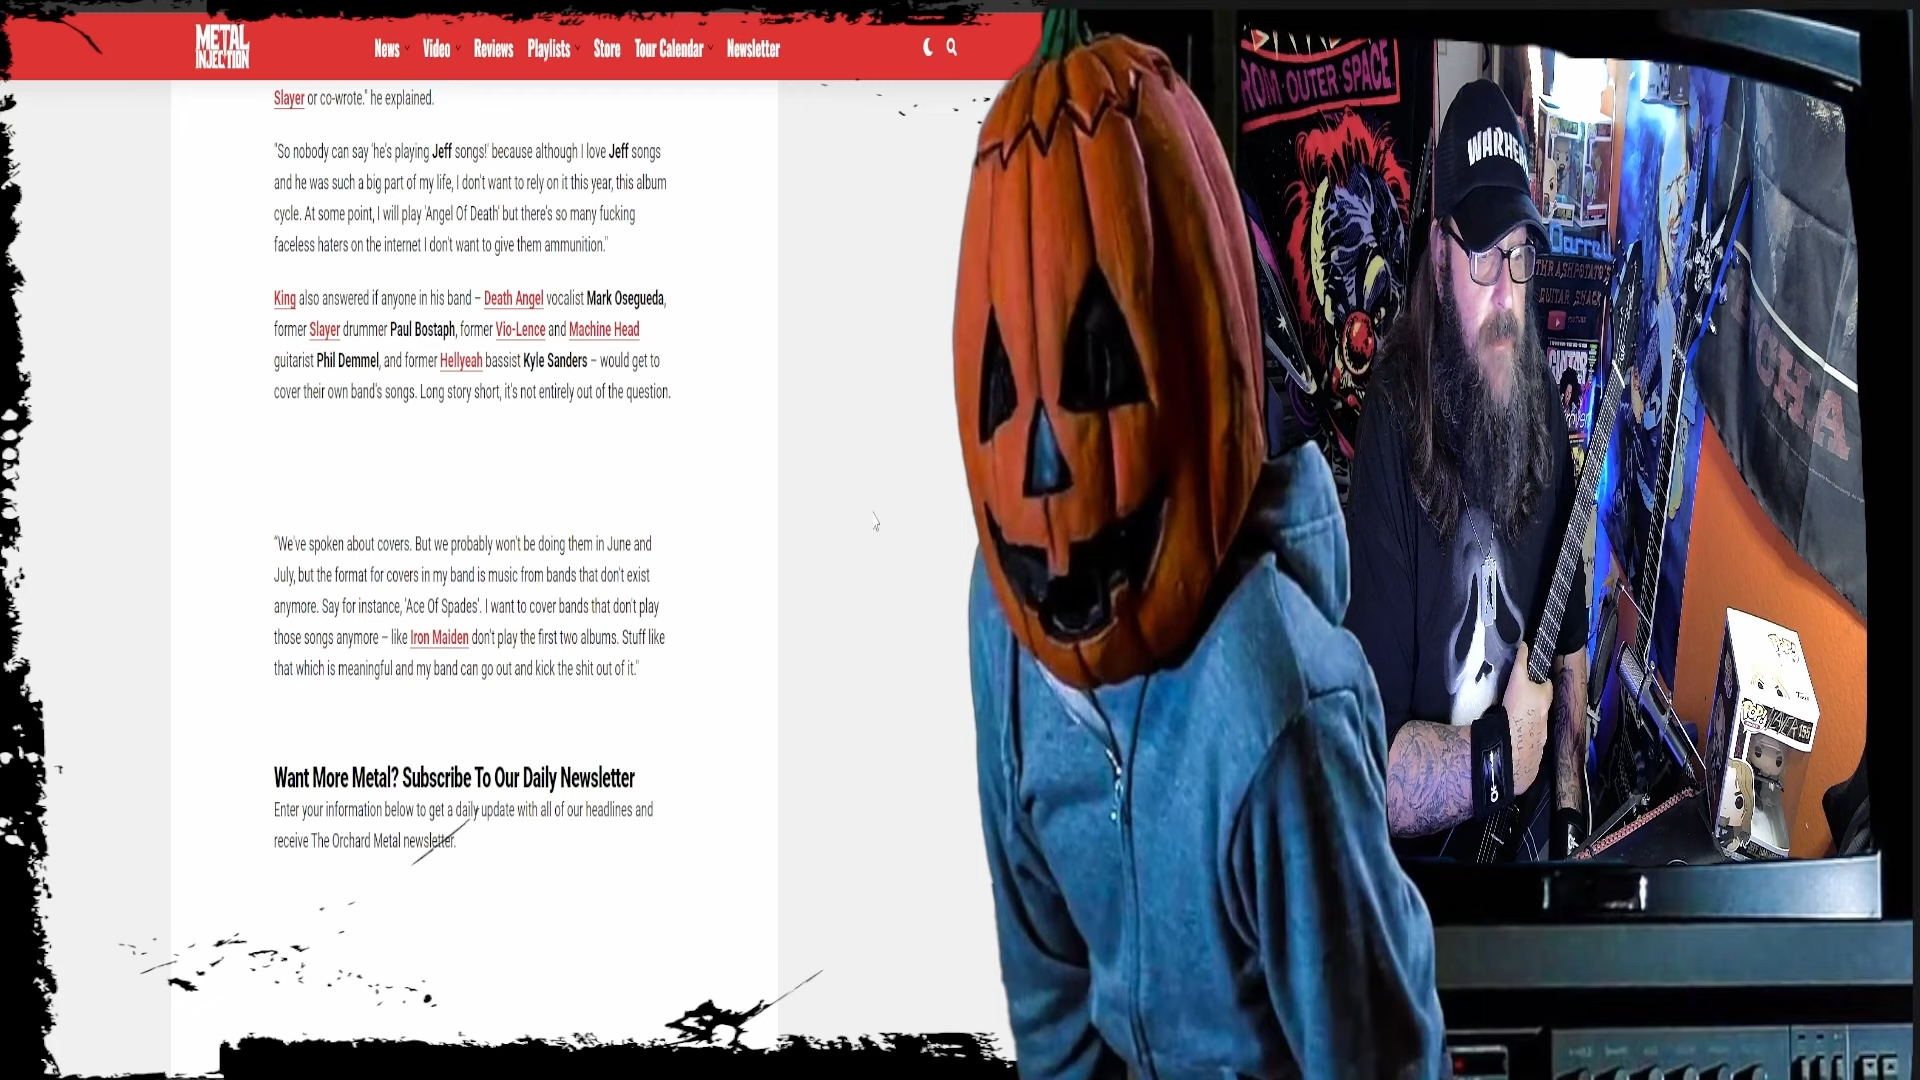 METAL
INJECTION
News Video Reviews Playlists Store Tour Calendar Newsletter
Slayer or co-wrote." he explained.
"So nobody can say 'he's playing Jeff songs!' because although I love Jeff songs
and he was such a big part of my life, I don't want to rely on it this year, this album
cycle. At some point, I will play 'Angel Of Death' but there's so many fucking
faceless haters on the internet I don't want to give them ammunition."
King also answered if anyone in his band – Death Angel vocalist Mark Osegueda,
former Slayer drummer Paul Bostaph, former Vio-Lence and Machine Head
guitarist Phil Demmel, and former Hellyeah bassist Kyle Sanders – would get to
cover their own band's songs. Long story short, it's not entirely out of the question.
"We've spoken about covers. But we probably won't be doing them in June and
July, but the format for covers in my band is music from bands that don't exist
anymore. Say for instance, 'Ace Of Spades'. I want to cover bands that don't play
those songs anymore – like Iron Maiden don't play the first two albums. Stuff like
that which is meaningful and my band can go out and kick the shit out of it."
Want More Metal? Subscribe To Our Daily Newsletter
Enter your information below to get a daily update with all of our headlines and
receive The Orchard Metal newsletter.
ROM OUTER SPACE
WARHEA
Darrell
THRASHPOTATO'S
GUITAR SHACK
GUITAR
CHA
POP!
SLAYER